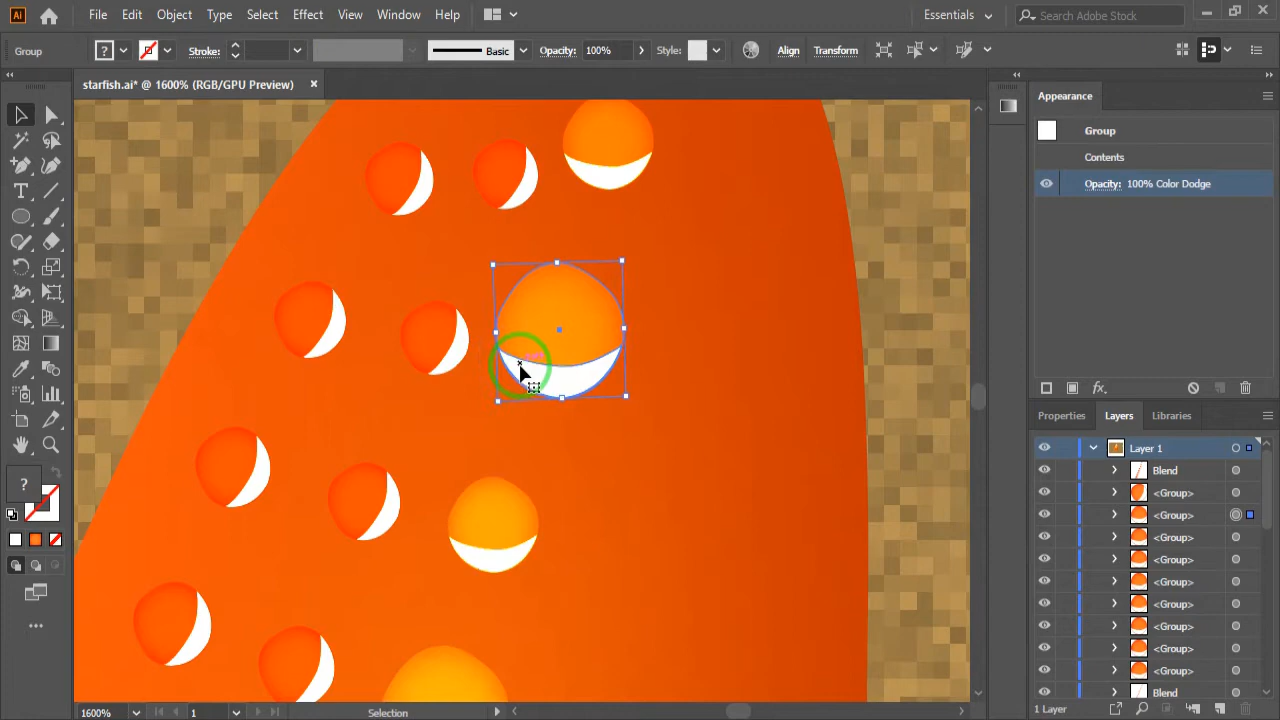 Ai File Edit Object Type Select Effect View Window Help Essentials Search Adobe Stock
Group ? Stroke: Basic Opacity: 100% Style: Align Transform
starfish.ai* @ 1600% (RGB/GPU Preview) ×
Appearance
Group
Contents
Opacity: 100% Color Dodge
fx
Properties Layers Libraries
Layer 1
Blend
<Group>
<Group>
<Group>
<Group>
<Group>
<Group>
<Group>
<Group>
<Group>
Blend
?
1600% 1 Selection 1 Layer